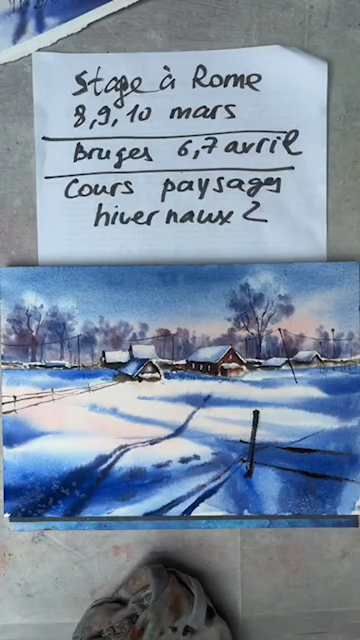 Stage à Rome
8,9,10 mars
Bruges 6,7 avril
Cours paysages
hivernaux 2